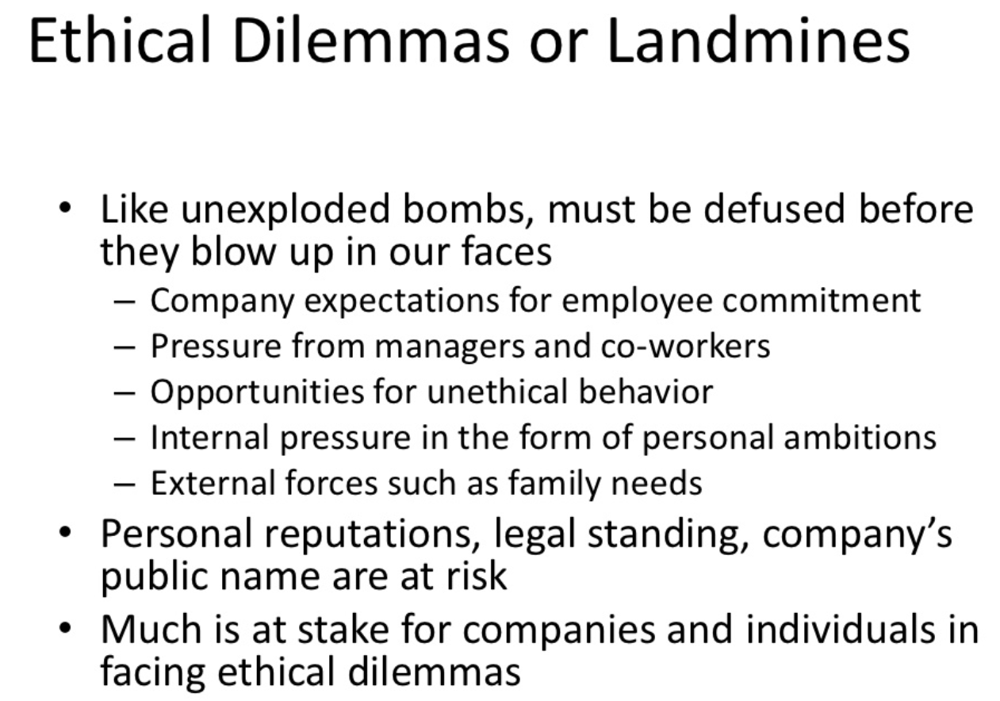 Ethical Dilemmas or Landmines
• Like unexploded bombs, must be defused before
they blow up in our faces
– Company expectations for employee commitment
– Pressure from managers and co-workers
– Opportunities for unethical behavior
– Internal pressure in the form of personal ambitions
– External forces such as family needs
• Personal reputations, legal standing, company’s
public name are at risk
• Much is at stake for companies and individuals in
facing ethical dilemmas